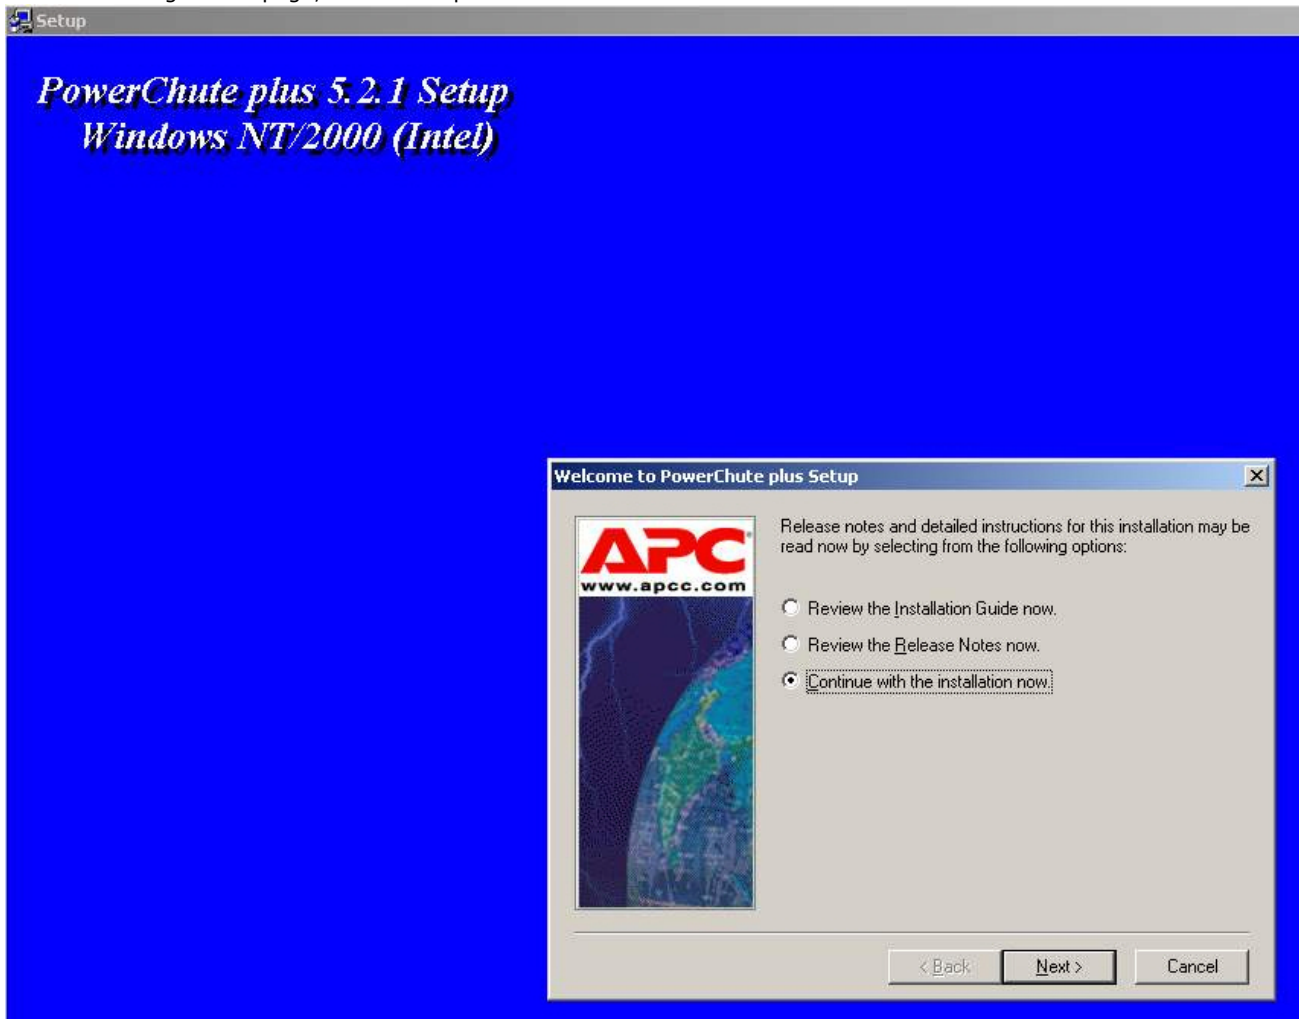 Setup
PowerChute plus 5.2.1 Setup
Windows NT/2000 (Intel)
Welcome to PowerChute plus Setup
APC
www.apcc.com
Release notes and detailed instructions for this installation may be
read now by selecting from the following options:
Review the Installation Guide now.
Review the Release Notes now.
Continue with the installation now.
< Back
Next >
Cancel